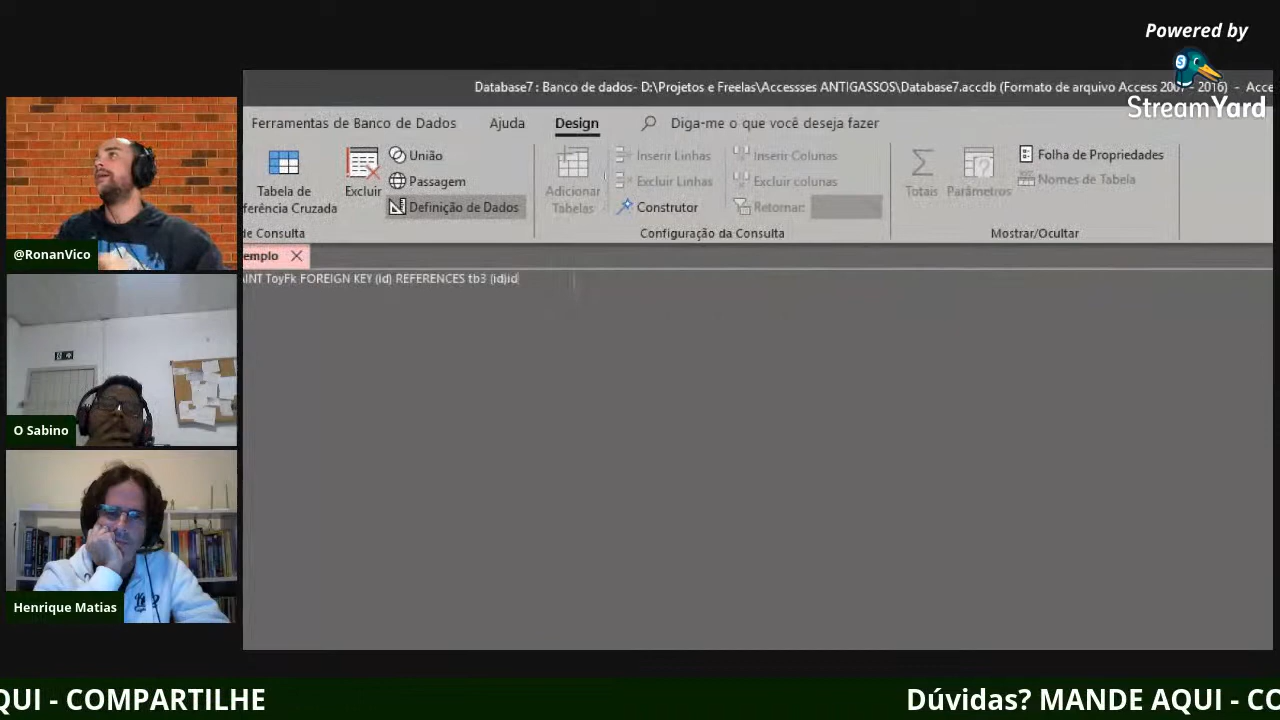 Powered by
StreamYard
Database7 : Banco de dados- D:\Projetos e Freelas\Accessses ANTIGASSOS\Database7.accdb (Formato de arquivo Access 2007 - 2016) - Acce
Ferramentas de Banco de Dados
Ajuda
Design
Diga-me o que você deseja fazer
Tabela de
ferência Cruzada
Excluir
União
Passagem
Definição de Dados
de Consulta
Adicionar
Tabelas
Inserir Linhas
Excluir Linhas
Construtor
Inserir Colunas
Excluir colunas
Retornar:
Configuração da Consulta
Totais
Parâmetros
Folha de Propriedades
Nomes de Tabela
Mostrar/Ocultar
emplo
AINT ToyFk FOREIGN KEY (id) REFERENCES tb3 (id)id
@RonanVico
O Sabino
Henrique Matias
QUI - COMPARTILHE
Dúvidas? MANDE AQUI - CO